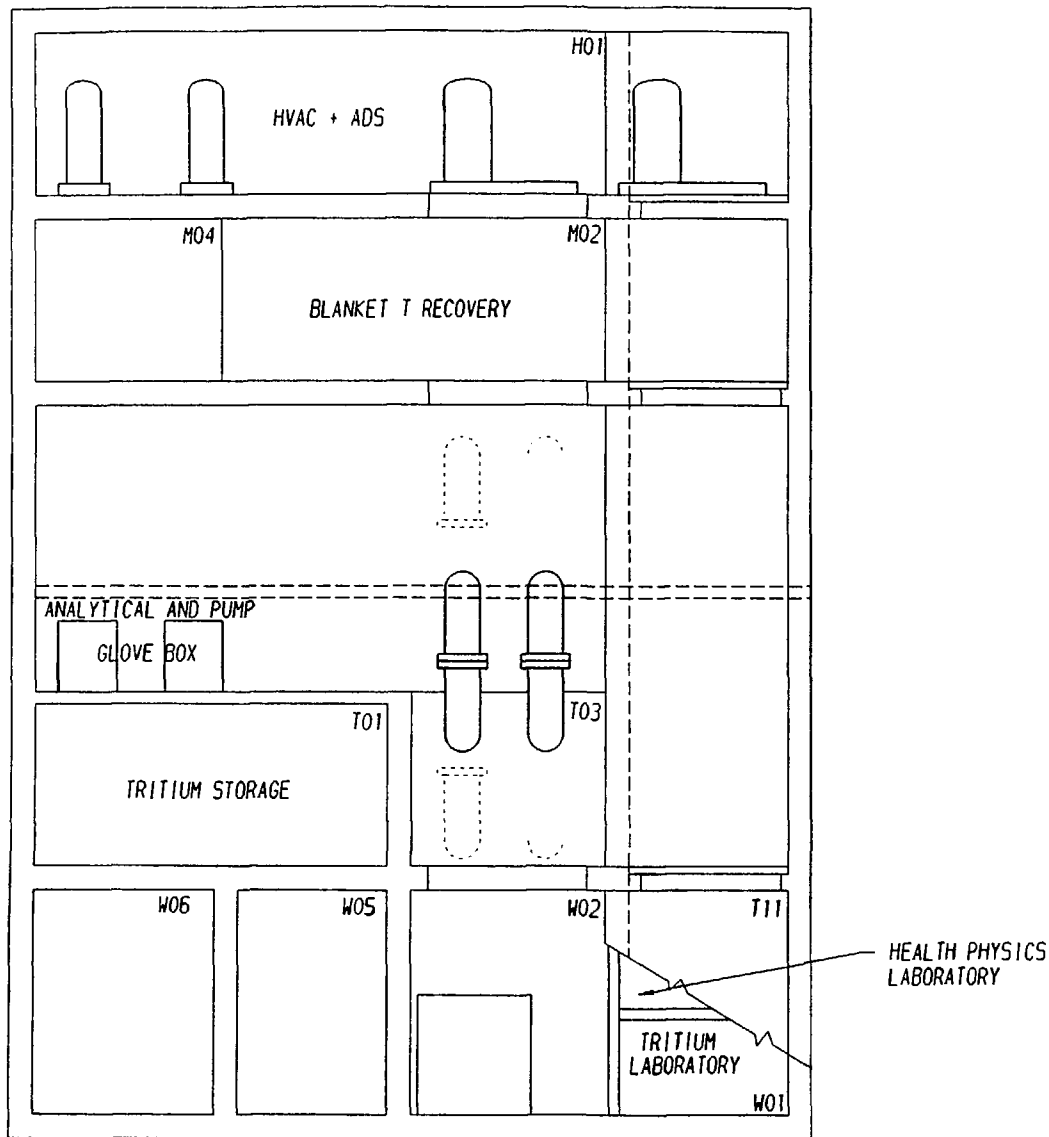 H01
HVAC + ADS
M04
M02
BLANKET T RECOVERY
ANALYTICAL AND PUMP
GLOVE BOX
T01
T03
TRITIUM STORAGE
W06
W05
W02
T11
HEALTH PHYSICS
LABORATORY
TRITIUM
LABORATORY
W01